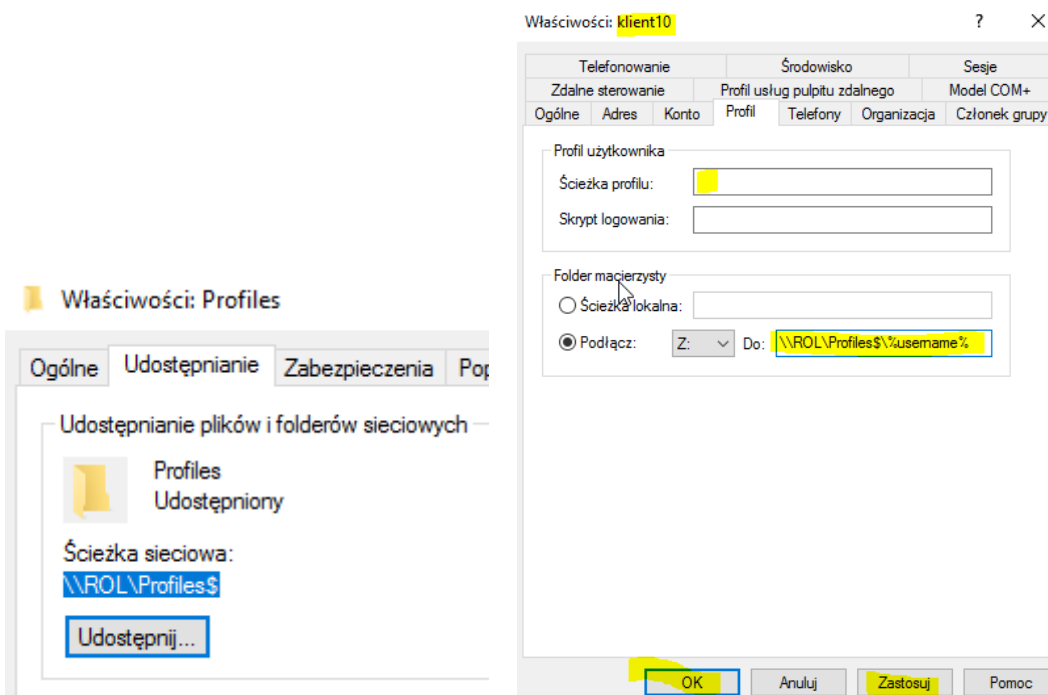 Właściwości: Profiles
Ogólne Udostępnianie Zabezpieczenia Pop
Udostępnianie plików i folderów sieciowych
Profiles
Udostępniony
Ścieżka sieciowa:
\\ROL\Profiles$
Udostępnij...
Właściwości: klient10 ?
Telefonowanie Środowisko Sesje
Zdalne sterowanie Profil usług pulpitu zdalnego Model COM+
Ogólne Adres Konto Profil Telefony Organizacja Członek grupy
Profil użytkownika
Ścieżka profilu:
Skrypt logowania:
Folder macierzysty
Ścieżka lokalna:
Podłącz: Z: Do: \\ROL\Profiles$\%username%
OK Anuluj Zastosuj Pomoc